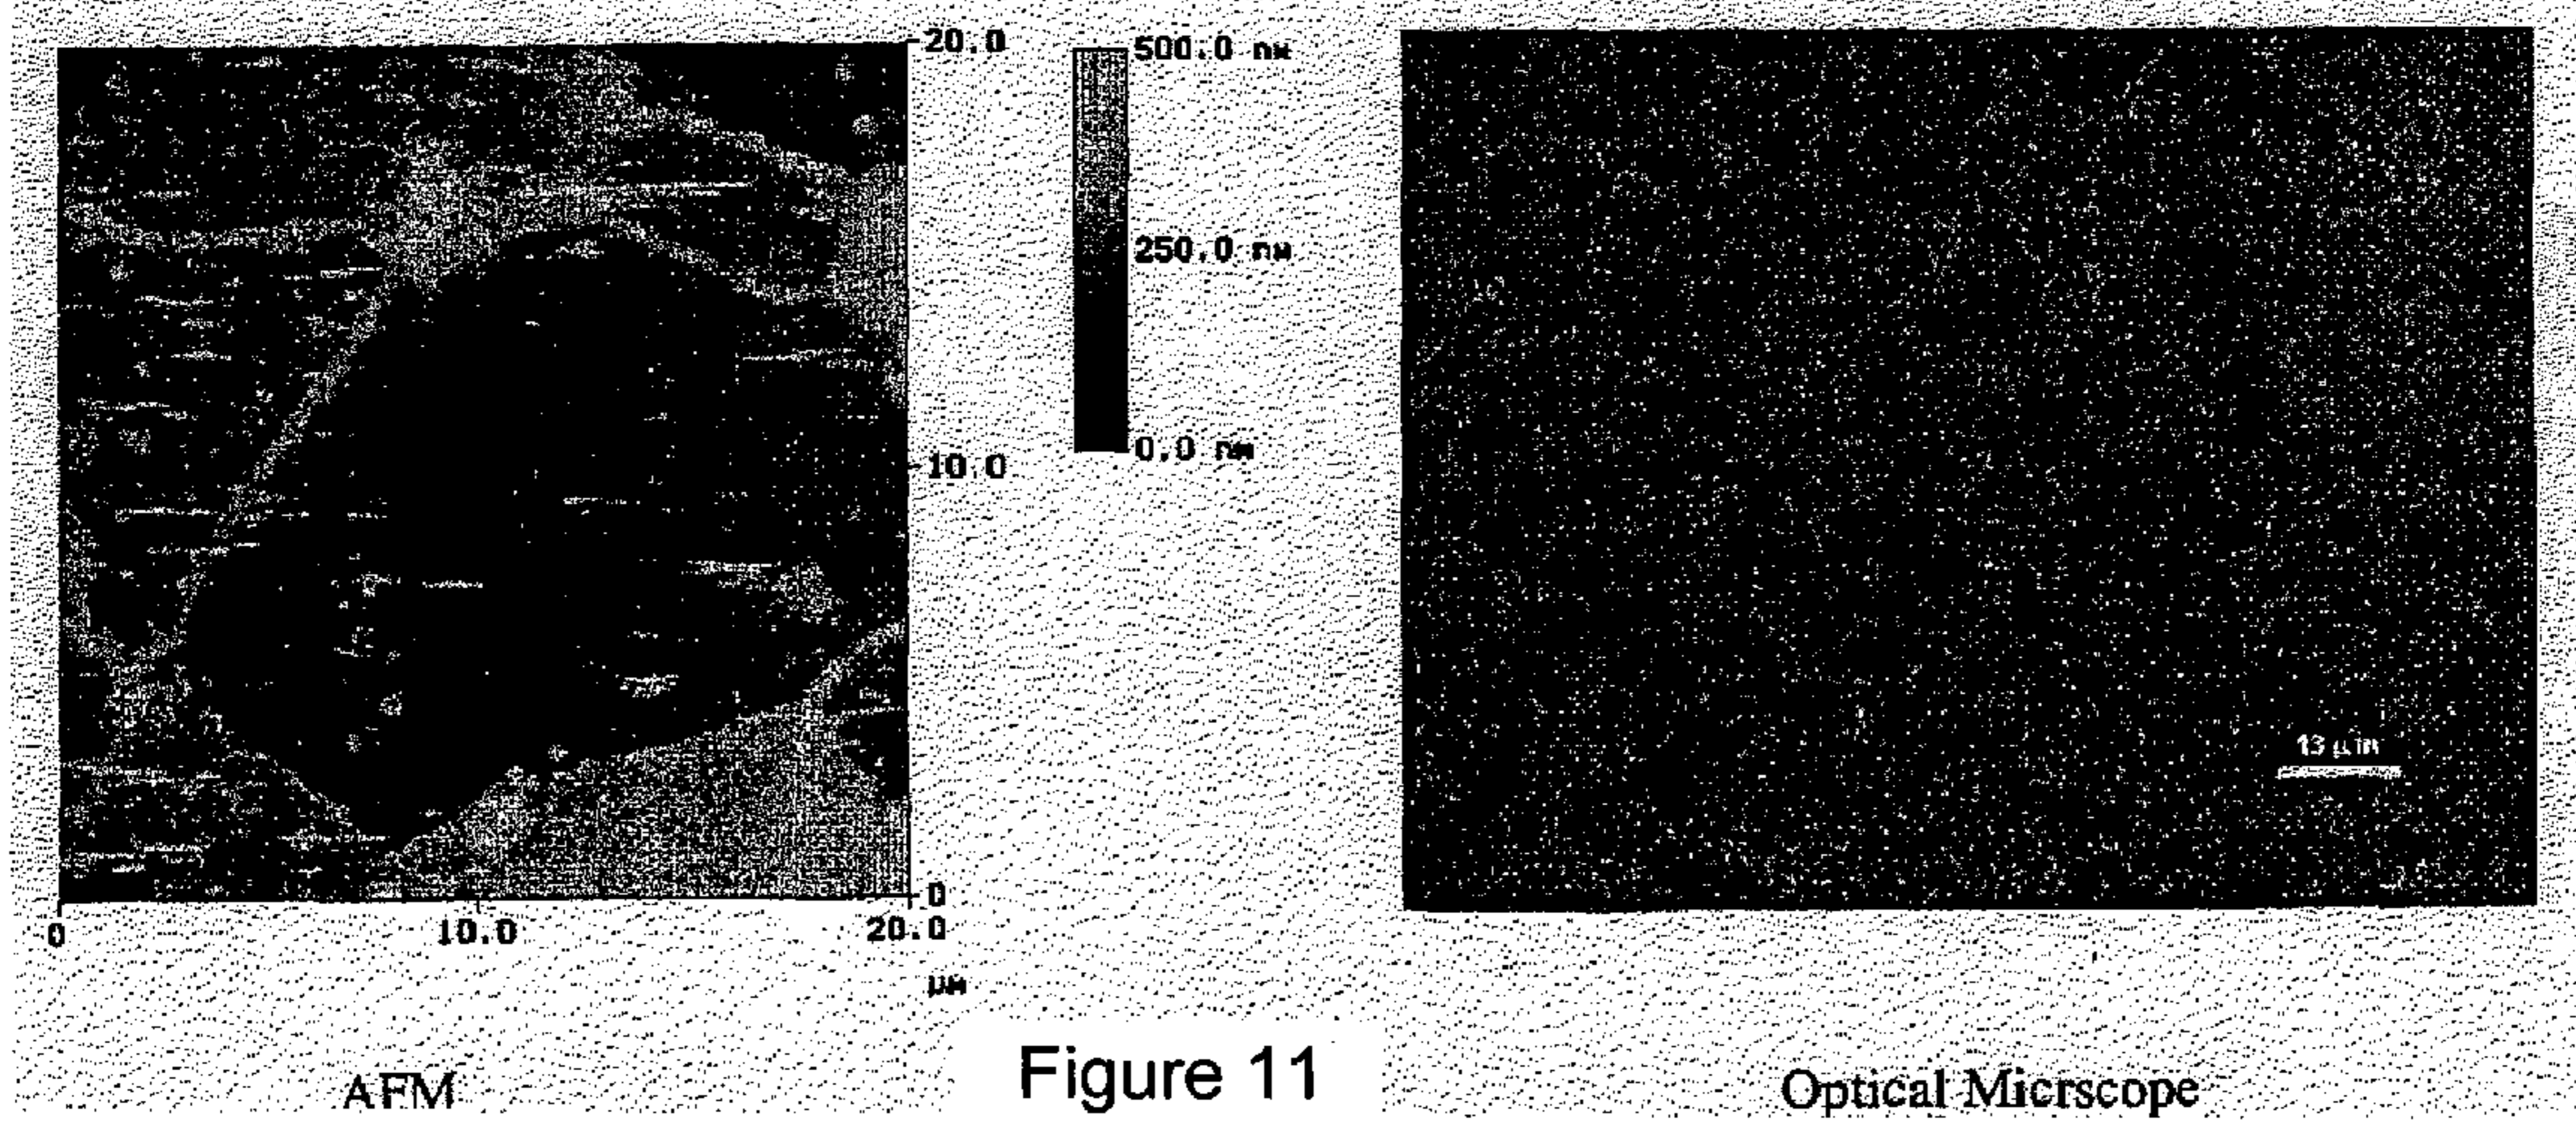 20.0
10.0
0
0
10.0
20.0
µm
500.0 nm
250.0 nm
0.0 nm
13 µm
AFM
Figure 11
Optical Micrscope